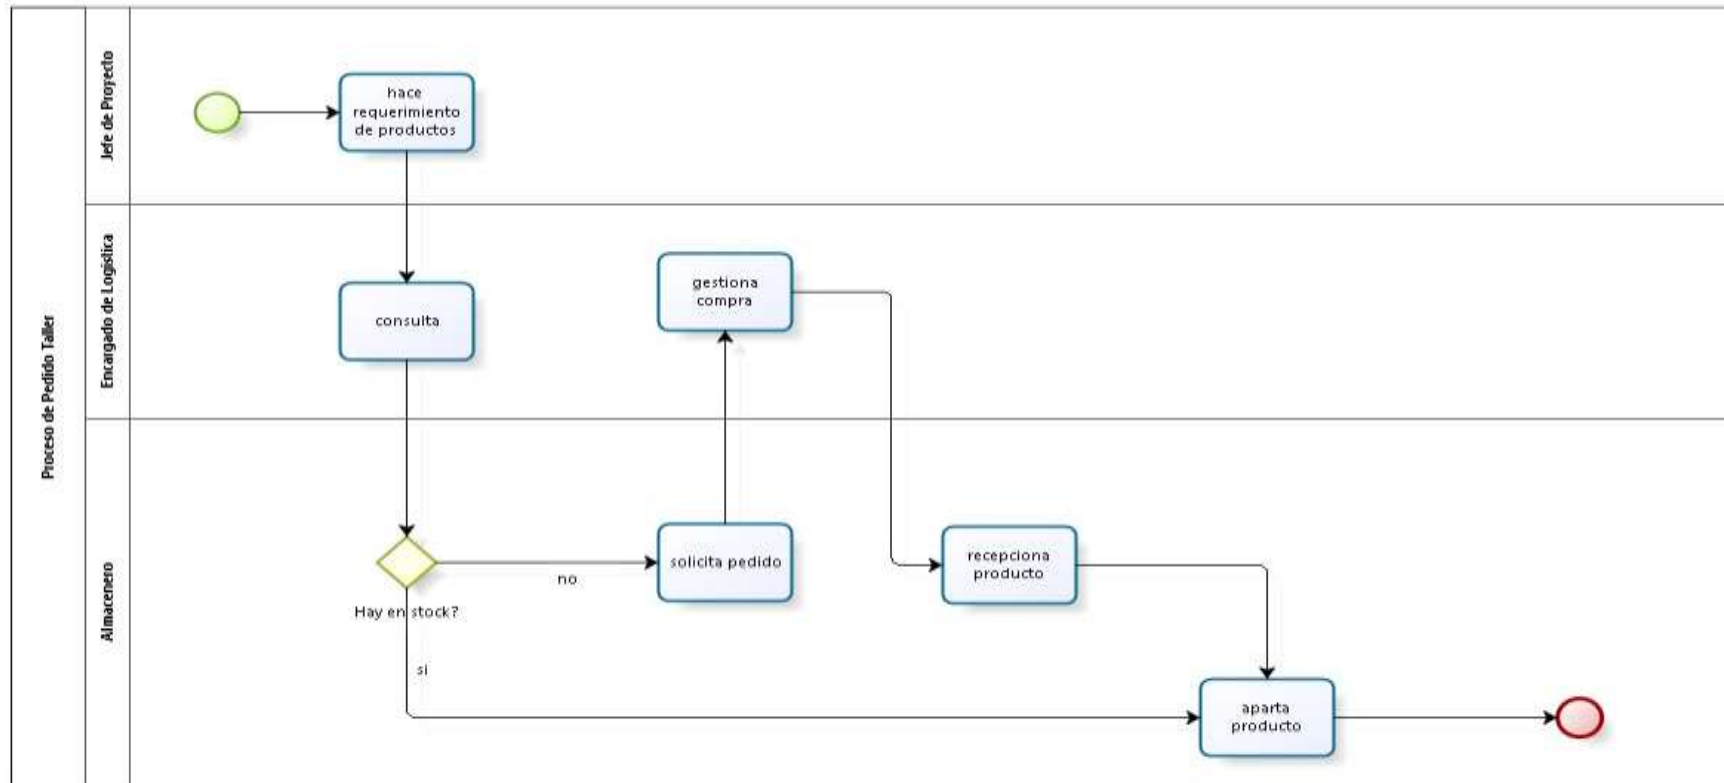 Proceso de Pedido Taller
Jefe de Proyecto
hace
requerimiento
de productos
Encargado de Logística
consulta
gestiona
compra
Almacenero
Hay en stock?
no
solicita pedido
recepciona
producto
si
aparta
producto